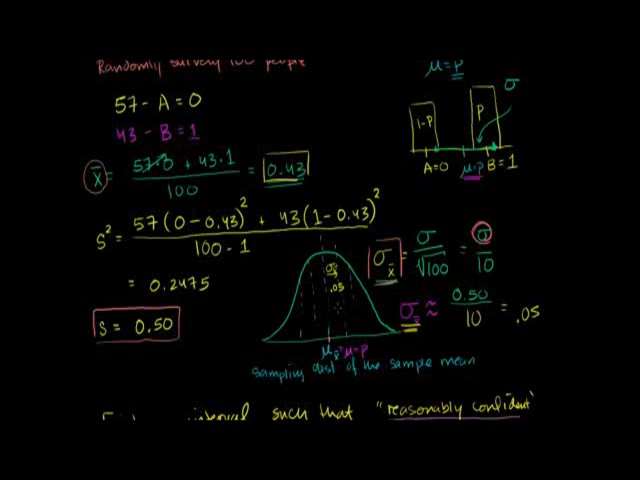 Randomly survey 100 people
57 - A = 0
43 - B = 1
x̄ = (57·0 + 43·1) / 100 = 0.43
S² = (57(0 - 0.43)² + 43(1 - 0.43)²) / (100 - 1)
= 0.2475
S = 0.50
μ = p
σ
1-p
p
A=0
μ=p
B=1
σx̄ = σ/√100 = σ/10
σx̄ ≈ 0.50/10 = .05
.05
μx̄ = μ = p
sampling dist of the sample mean
interval such that "reasonably confident"